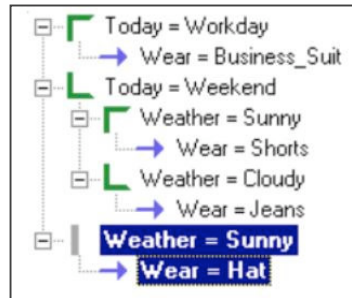 Today = Workday
Wear = Business_Suit
Today = Weekend
Weather = Sunny
Wear = Shorts
Weather = Cloudy
Wear = Jeans
Weather = Sunny
Wear = Hat